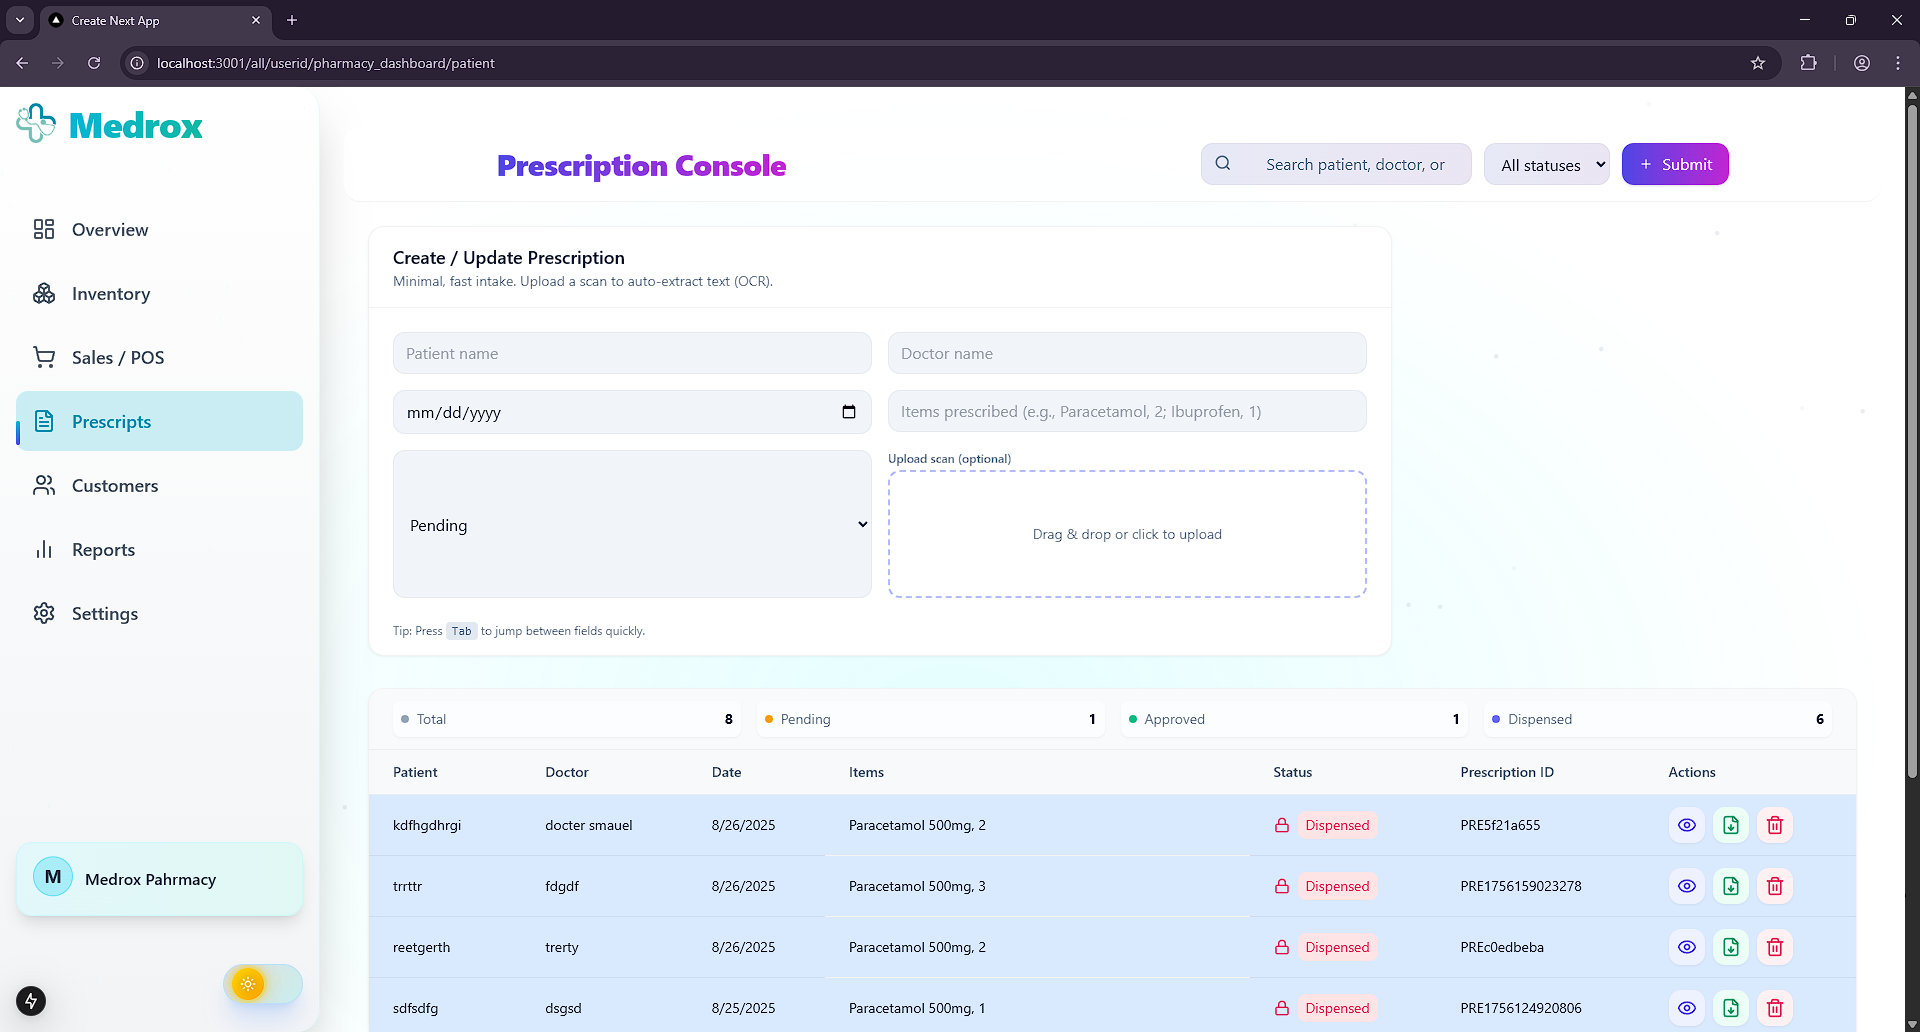 Create Next App
localhost:3001/all/userid/pharmacy_dashboard/patient
Medrox
Overview
Inventory
Sales / POS
Prescripts
Customers
Reports
Settings
M Medrox Pahrmacy
Prescription Console
Search patient, doctor, or
All statuses
+ Submit
Create / Update Prescription
Minimal, fast intake. Upload a scan to auto-extract text (OCR).
Patient name
Doctor name
mm/dd/yyyy
Items prescribed (e.g., Paracetamol, 2; Ibuprofen, 1)
Pending
Upload scan (optional)
Drag & drop or click to upload
Tip: Press Tab to jump between fields quickly.
Total 8 Pending 1 Approved 1 Dispensed 6
Patient Doctor Date Items Status Prescription ID Actions
kdfhgdhrgi docter smauel 8/26/2025 Paracetamol 500mg, 2 Dispensed PRE5f21a655
trrttr fdgdf 8/26/2025 Paracetamol 500mg, 3 Dispensed PRE1756159023278
reetgerth trerty 8/26/2025 Paracetamol 500mg, 2 Dispensed PREc0edbeba
sdfsdfg dsgsd 8/25/2025 Paracetamol 500mg, 1 Dispensed PRE1756124920806